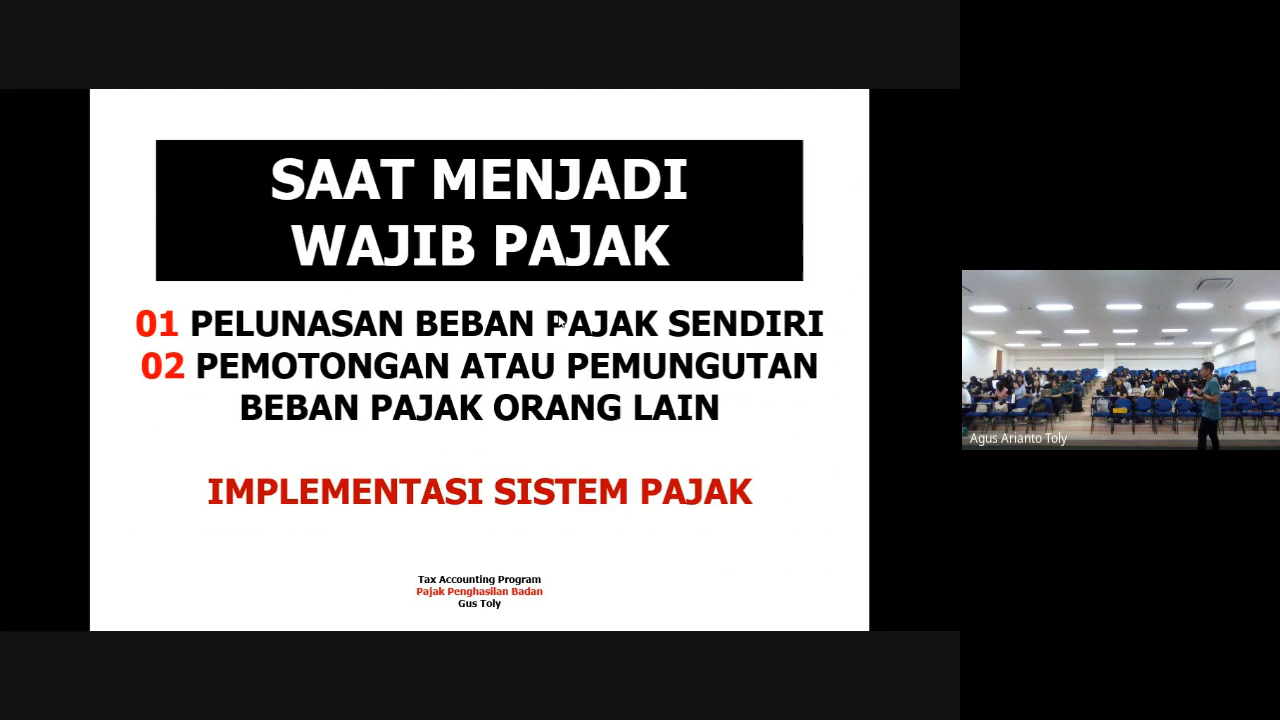 SAAT MENJADI
WAJIB PAJAK
01 PELUNASAN BEBAN PAJAK SENDIRI
02 PEMOTONGAN ATAU PEMUNGUTAN
BEBAN PAJAK ORANG LAIN
IMPLEMENTASI SISTEM PAJAK
Tax Accounting Program
Pajak Penghasilan Badan
Gus Toly
Agus Arianto Toly